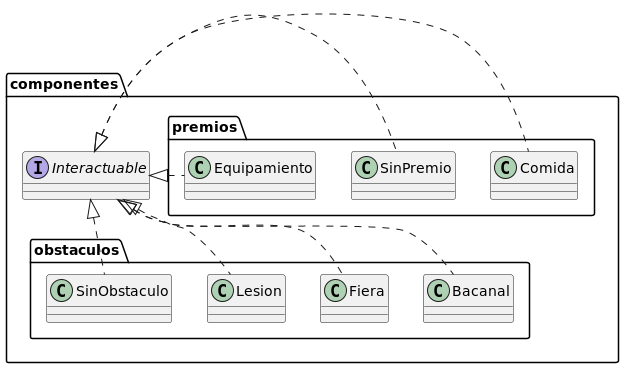 componentes
premios
I Interactuable
C Equipamiento
C SinPremio
C Comida
obstaculos
C SinObstaculo
C Lesion
C Fiera
C Bacanal